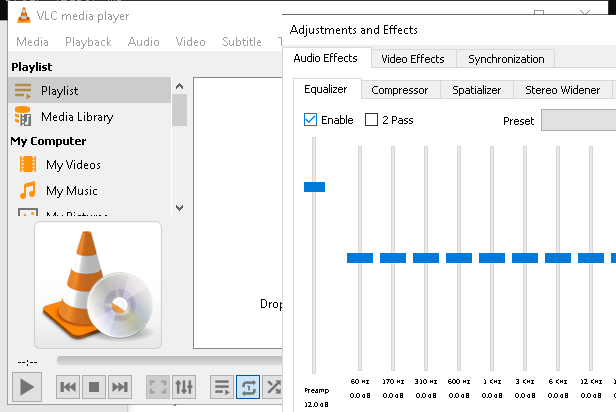 VLC media player
Media Playback Audio Video Subtitle
Playlist
Playlist
Media Library
My Computer
My Videos
My Music
My Pictures
Drop
--:--
Adjustments and Effects
Audio Effects Video Effects Synchronization
Equalizer Compressor Spatializer Stereo Widener
Enable 2 Pass Preset
60 Hz 170 Hz 310 Hz 600 Hz 1 KHz 3 KHz 6 KHz 12 KHz
Preamp 0.0 dB 0.0 dB 0.0 dB 0.0 dB 0.0 dB 0.0 dB 0.0 dB 0.0 dB
12.0 dB